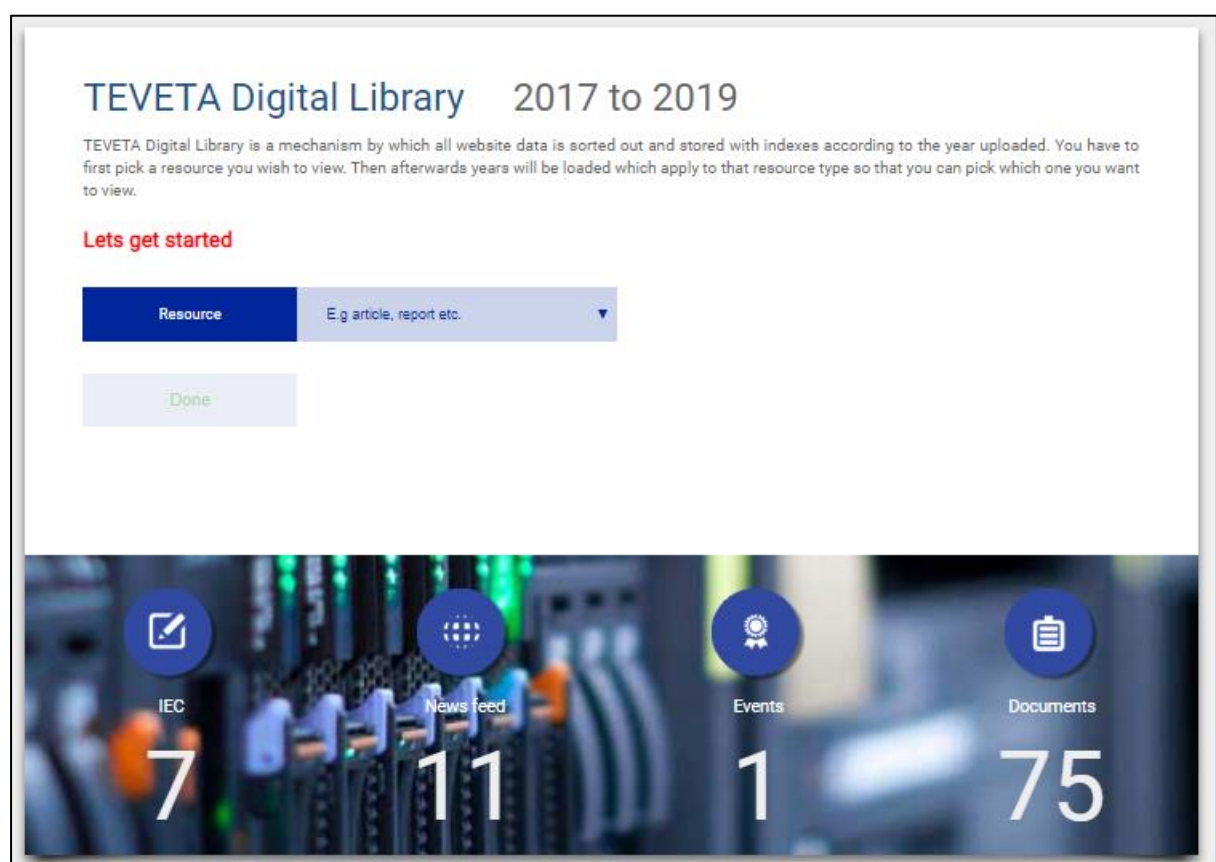 TEVETA Digital Library 2017 to 2019
TEVETA Digital Library is a mechanism by which all website data is sorted out and stored with indexes according to the year uploaded. You have to
first pick a resource you wish to view. Then afterwards years will be loaded which apply to that resource type so that you can pick which one you want
to view.
Lets get started
Resource E.g article, report etc.
Done
IEC News feed Events Documents
7 11 1 75